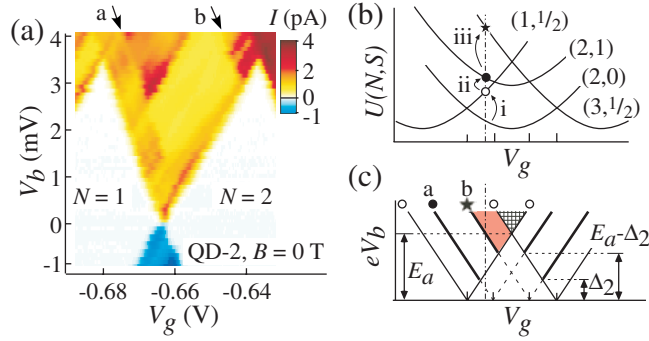 (a)
a
b
I (pA)
4
3
2
1
0
-1
V_b (mV)
4
2
0
-1
N = 1
N = 2
QD-2, B = 0 T
-0.68
-0.66
-0.64
V_g (V)
(b)
U(N,S)
(1,1/2)
(2,1)
(2,0)
(3,1/2)
iii
ii
i
V_g
(c)
a
b
eV_b
E_a
E_a-Δ_2
Δ_2
V_g